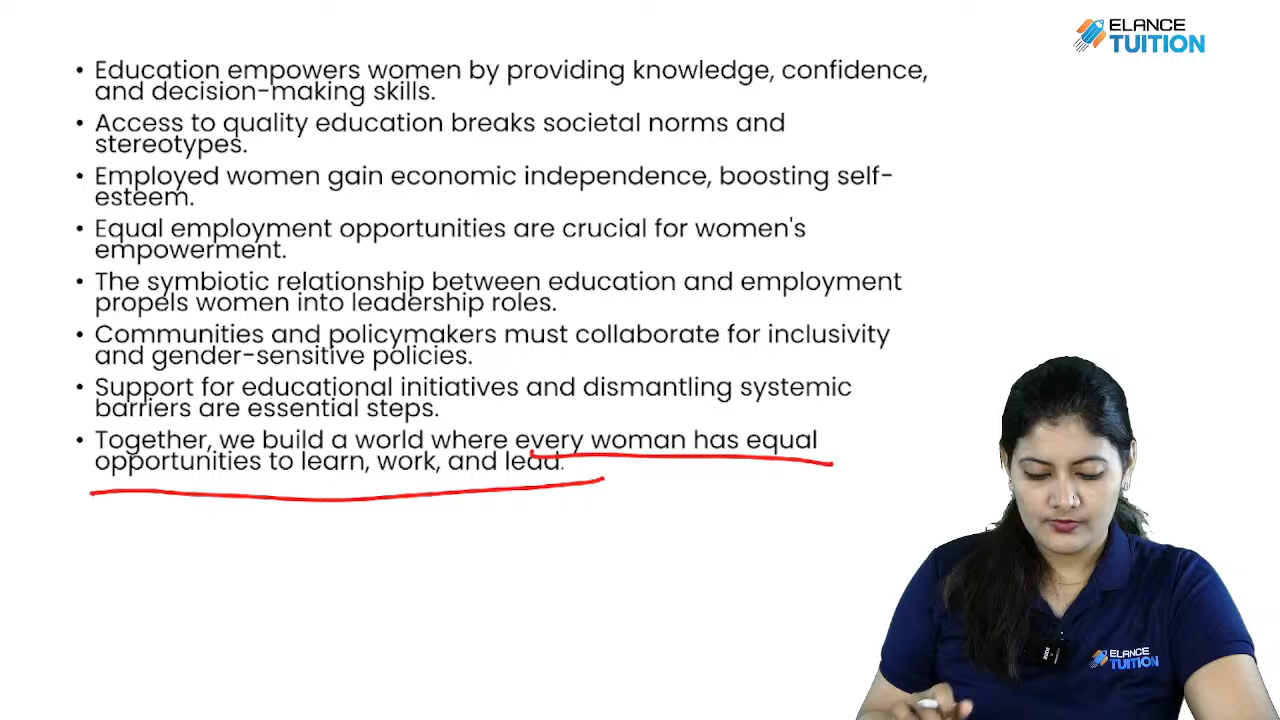 ELANCE
TUITION
• Education empowers women by providing knowledge, confidence,
and decision-making skills.
• Access to quality education breaks societal norms and
stereotypes.
• Employed women gain economic independence, boosting self-
esteem.
• Equal employment opportunities are crucial for women's
empowerment.
• The symbiotic relationship between education and employment
propels women into leadership roles.
• Communities and policymakers must collaborate for inclusivity
and gender-sensitive policies.
• Support for educational initiatives and dismantling systemic
barriers are essential steps.
• Together, we build a world where every woman has equal
opportunities to learn, work, and lead.
ELANCE
TUITION